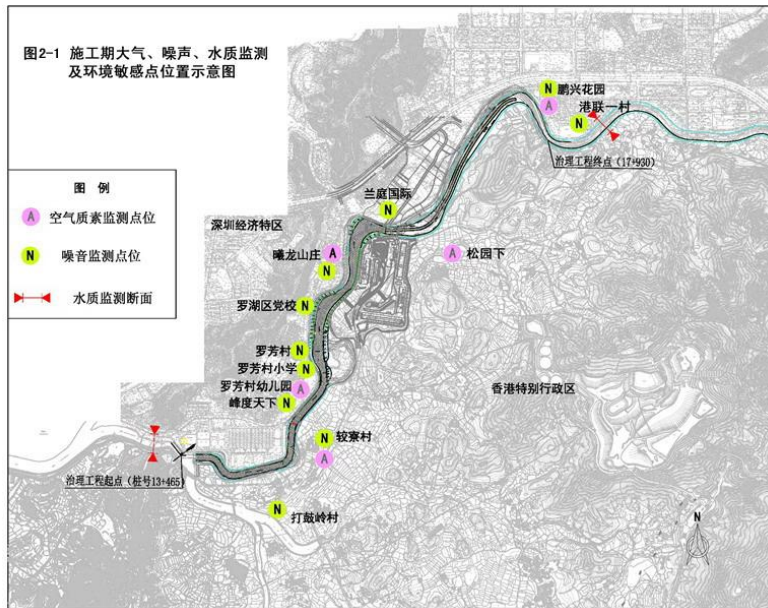 图2-1 施工期大气、噪声、水质监测
及环境敏感点位置示意图
N
鹏兴花园
A
港联一村
N
治理工程终点（17+930）
图 例
A
空气质素监测点位
N
噪音监测点位
水质监测断面
兰庭国际
N
深圳经济特区
曦龙山庄
A
N
A
松园下
罗湖区党校
N
罗芳村
N
罗芳村小学
N
罗芳村幼儿园
A
峰度天下
N
香港特别行政区
N
较寮村
A
治理工程起点（桩号13+465）
N
打鼓岭村
N